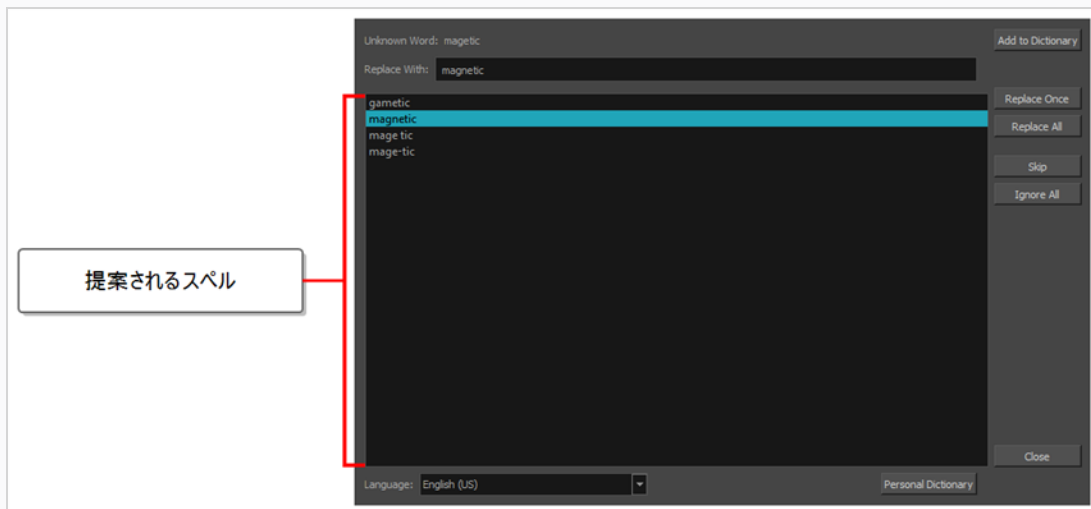 Unknown Word: magetic
Add to Dictionary
Replace With: magnetic
gametic
magnetic
mage tic
mage-tic
Replace Once
Replace All
Skip
Ignore All
提案されるスペル
Close
Language: English (US)
Personal Dictionary